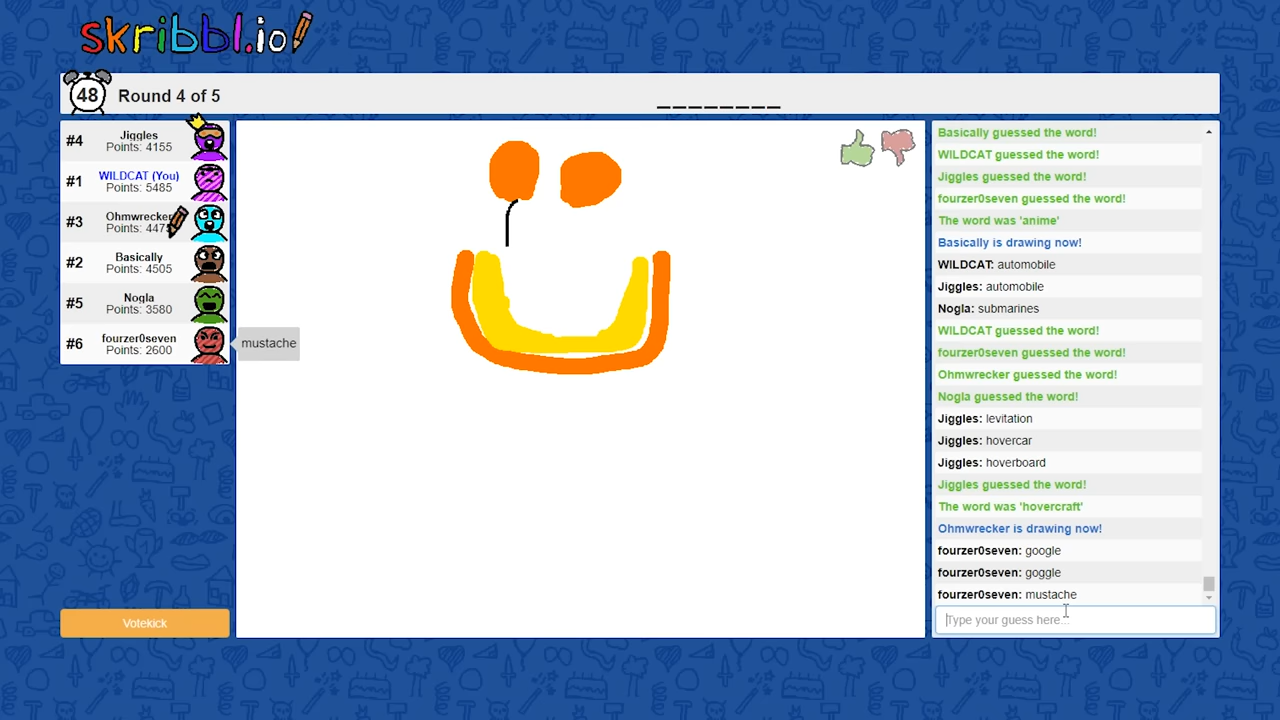 skribbl.io
48
Round 4 of 5
________
#4
Jiggles
Points: 4155
#1
WILDCAT (You)
Points: 5485
#3
Ohmwrecker
Points: 4475
#2
Basically
Points: 4505
#5
Nogla
Points: 3580
#6
fourzer0seven
Points: 2600
mustache
Votekick
Basically guessed the word!
WILDCAT guessed the word!
Jiggles guessed the word!
fourzer0seven guessed the word!
The word was 'anime'
Basically is drawing now!
WILDCAT: automobile
Jiggles: automobile
Nogla: submarines
WILDCAT guessed the word!
fourzer0seven guessed the word!
Ohmwrecker guessed the word!
Nogla guessed the word!
Jiggles: levitation
Jiggles: hovercar
Jiggles: hoverboard
Jiggles guessed the word!
The word was 'hovercraft'
Ohmwrecker is drawing now!
fourzer0seven: google
fourzer0seven: goggle
fourzer0seven: mustache
Type your guess here...